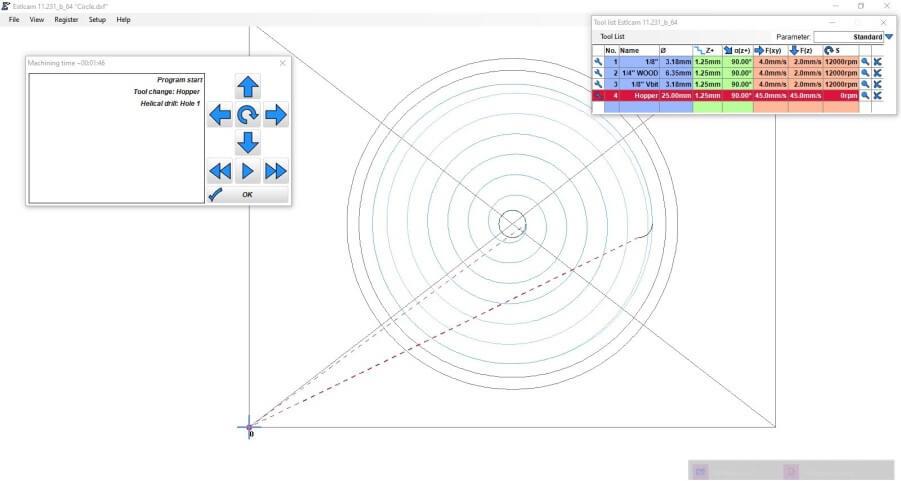 Estlcam 11.231_b_64 "Circle.dxf"
File View Register Setup Help
Machining time ~00:01:46
Program start
Tool change: Hopper
Helical drill: Hole 1
OK
Tool list Estlcam 11.231_b_64
Tool List Parameter: Standard
No. Name Ø Z+ α(z+) F(xy) F(z) S
1 1/8" 3.18mm 1.25mm 90.00° 4.0mm/s 2.0mm/s 12000rpm
2 1/4" WOOD 6.35mm 1.25mm 90.00° 4.0mm/s 2.0mm/s 12000rpm
3 1/8" Vbit 3.18mm 1.25mm 90.00° 4.0mm/s 2.0mm/s 12000rpm
4 Hopper 25.00mm 1.25mm 90.00° 45.0mm/s 45.0mm/s 0rpm
0